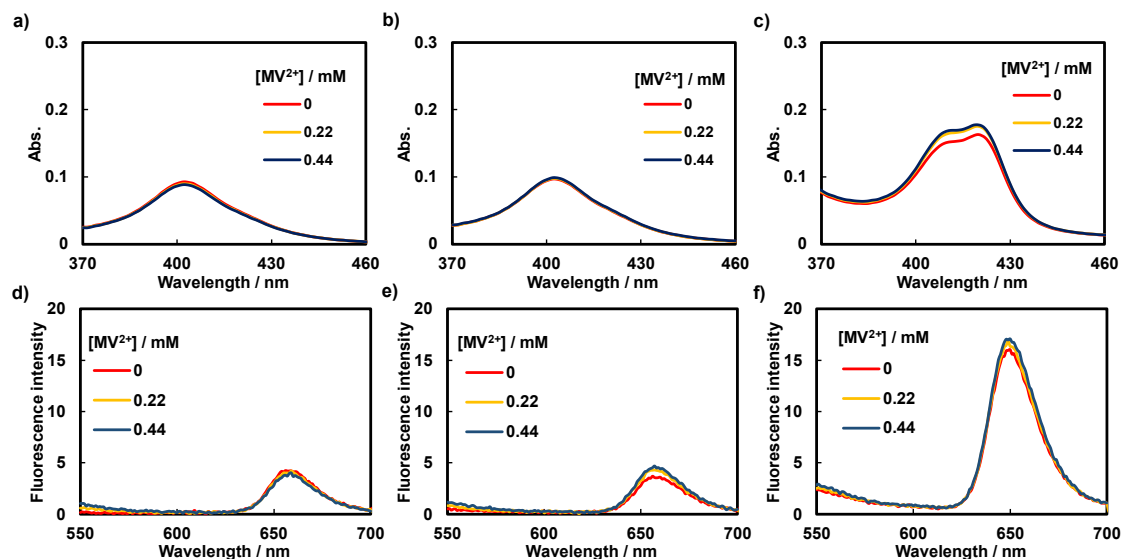 a)
0.3
0.2
0.1
0
Abs.
370 400 430 460
Wavelength / nm
[MV²⁺] / mM
0
0.22
0.44
b)
0.3
0.2
0.1
0
Abs.
370 400 430 460
Wavelength / nm
[MV²⁺] / mM
0
0.22
0.44
c)
0.3
0.2
0.1
0
Abs.
370 400 430 460
Wavelength / nm
[MV²⁺] / mM
0
0.22
0.44
d)
20
15
10
5
0
Fluorescence intensity
550 600 650 700
Wavelength / nm
[MV²⁺] / mM
0
0.22
0.44
e)
20
15
10
5
0
Fluorescence intensity
550 600 650 700
Wavelength / nm
[MV²⁺] / mM
0
0.22
0.44
f)
20
15
10
5
0
Fluorescence intensity
550 600 650 700
Wavelength / nm
[MV²⁺] / mM
0
0.22
0.44